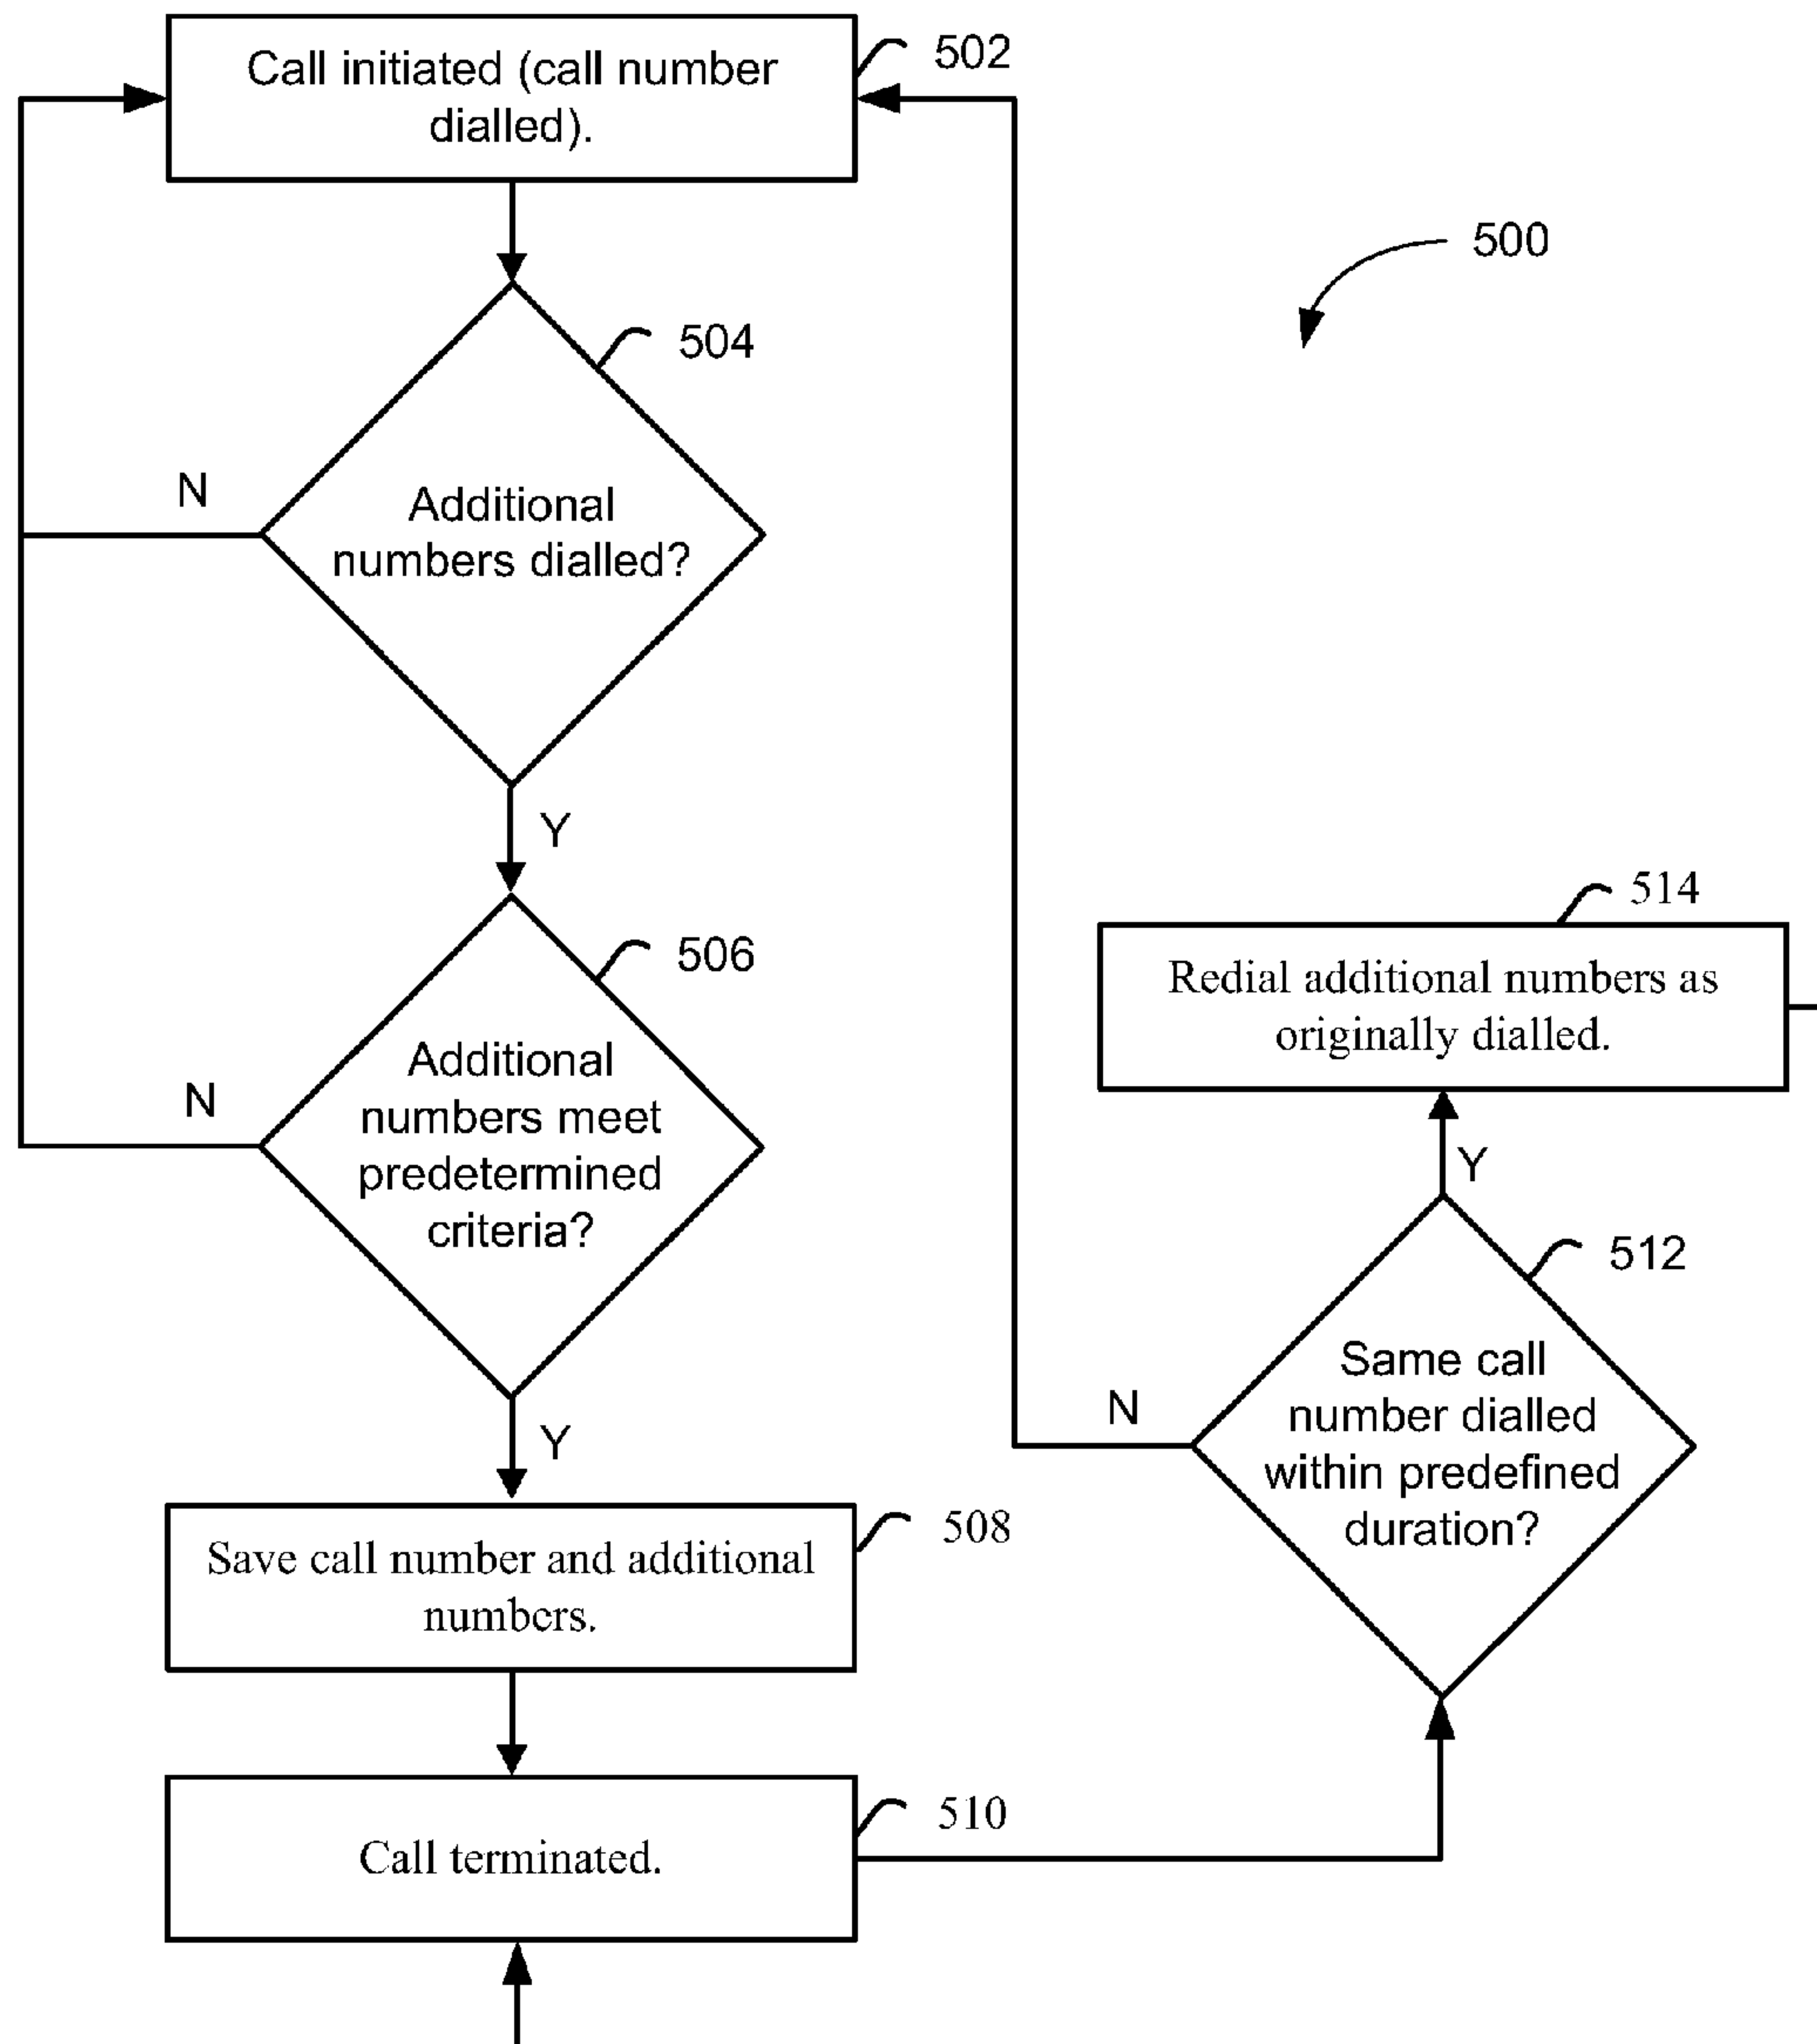 Call initiated (call number
dialled).
502
500
504
Additional
numbers dialled?
N
Y
506
Additional
numbers meet
predetermined
criteria?
N
Y
508
Save call number and additional
numbers.
510
Call terminated.
512
Same call
number dialled
within predefined
duration?
N
Y
514
Redial additional numbers as
originally dialled.